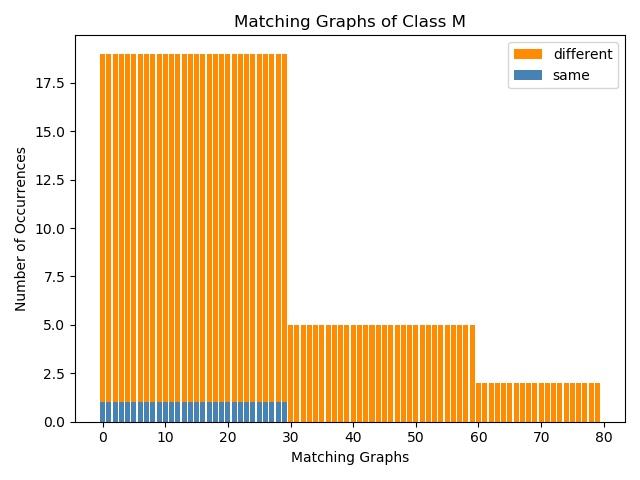 Matching Graphs of Class M
different
same
Number of Occurrences
17.5
15.0
12.5
10.0
7.5
5.0
2.5
0.0
0 10 20 30 40 50 60 70 80
Matching Graphs